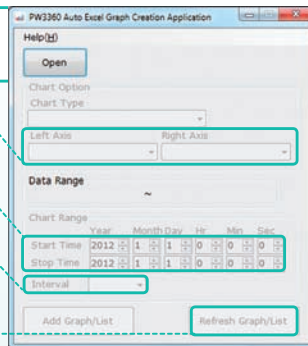 PW3360 Auto Excel Graph Creation Application
Help(H)
Open
Chart Option
Chart Type
Left Axis Right Axis
Data Range
~
Chart Range
Year Month Day Hr Min Sec
Start Time 2012 1 1 0 0 0
Stop Time 2012 1 1 0 0 0
Interval
Add Graph/List Refresh Graph/List